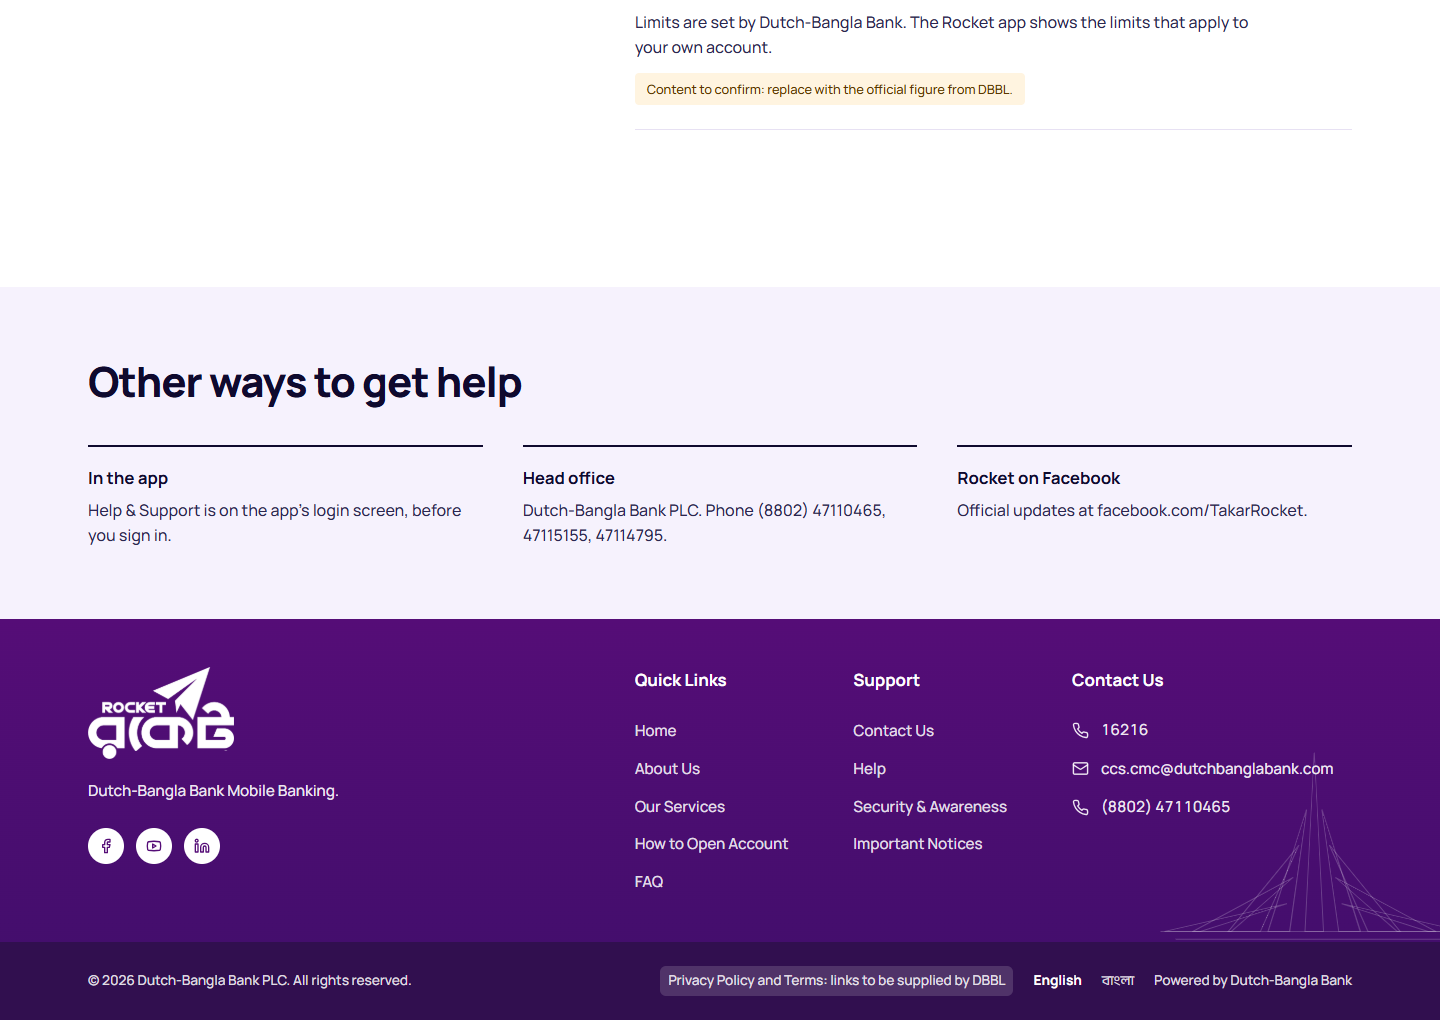 Limits are set by Dutch-Bangla Bank. The Rocket app shows the limits that apply to
your own account.
Content to confirm: replace with the official figure from DBBL.
Other ways to get help
In the app
Help & Support is on the app's login screen, before
you sign in.
Head office
Dutch-Bangla Bank PLC. Phone (8802) 47110465,
47115155, 47114795.
Rocket on Facebook
Official updates at facebook.com/TakarRocket.
ROCKET
রকেট
Dutch-Bangla Bank Mobile Banking.
Quick Links
Home
About Us
Our Services
How to Open Account
FAQ
Support
Contact Us
Help
Security & Awareness
Important Notices
Contact Us
16216
ccs.cmc@dutchbanglabank.com
(8802) 47110465
© 2026 Dutch-Bangla Bank PLC. All rights reserved.
Privacy Policy and Terms: links to be supplied by DBBL
English
বাংলা
Powered by Dutch-Bangla Bank